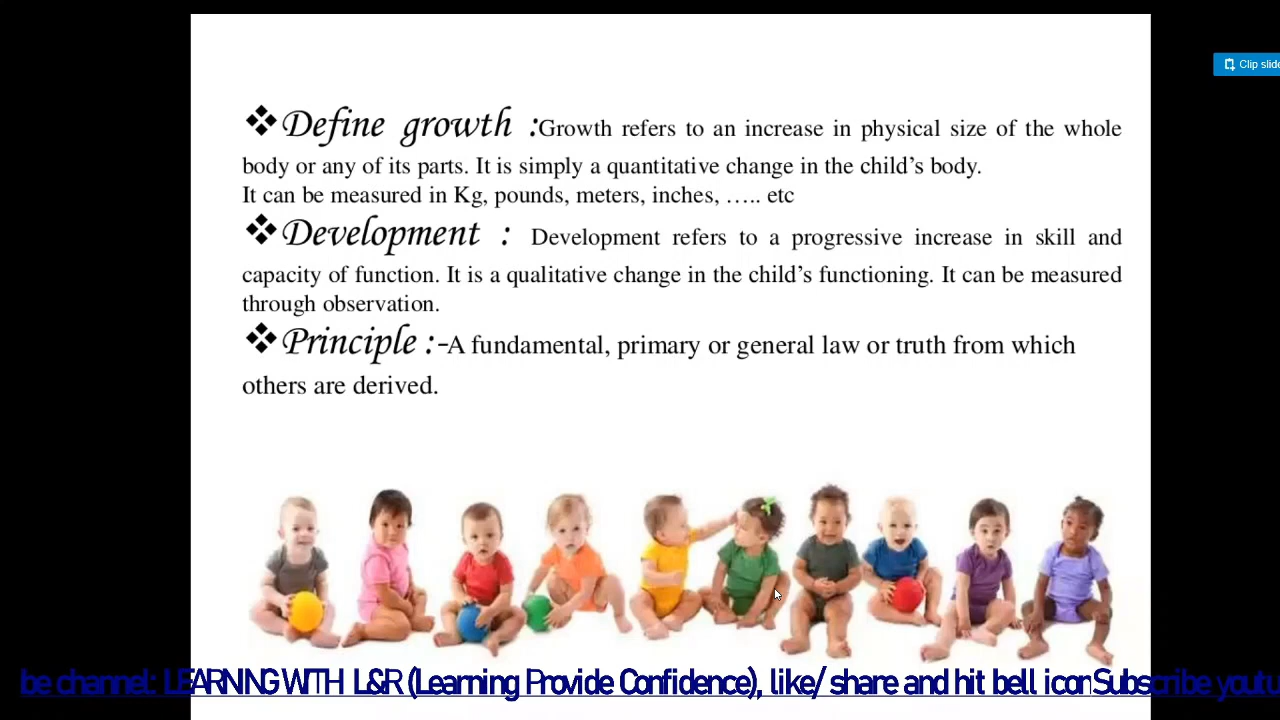 Clip slide
❖Define growth :Growth refers to an increase in physical size of the whole
body or any of its parts. It is simply a quantitative change in the child’s body.
It can be measured in Kg, pounds, meters, inches, ….. etc
❖Development : Development refers to a progressive increase in skill and
capacity of function. It is a qualitative change in the child’s functioning. It can be measured
through observation.
❖Principle :-A fundamental, primary or general law or truth from which
others are derived.
be channel: LEARNING WITH L&R (Learning Provide Confidence), like/ share and hit bell icon Subscribe youtu